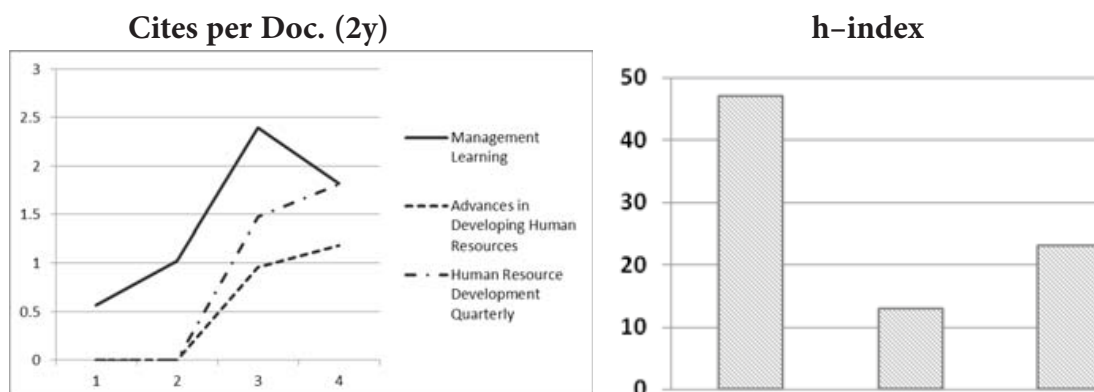 Cites per Doc. (2y)
3
2.5
2
1.5
1
0.5
0
1 2 3 4
Management
Learning
Advances in
Developing Human
Resources
Human Resource
Development
Quarterly
h–index
50
40
30
20
10
0